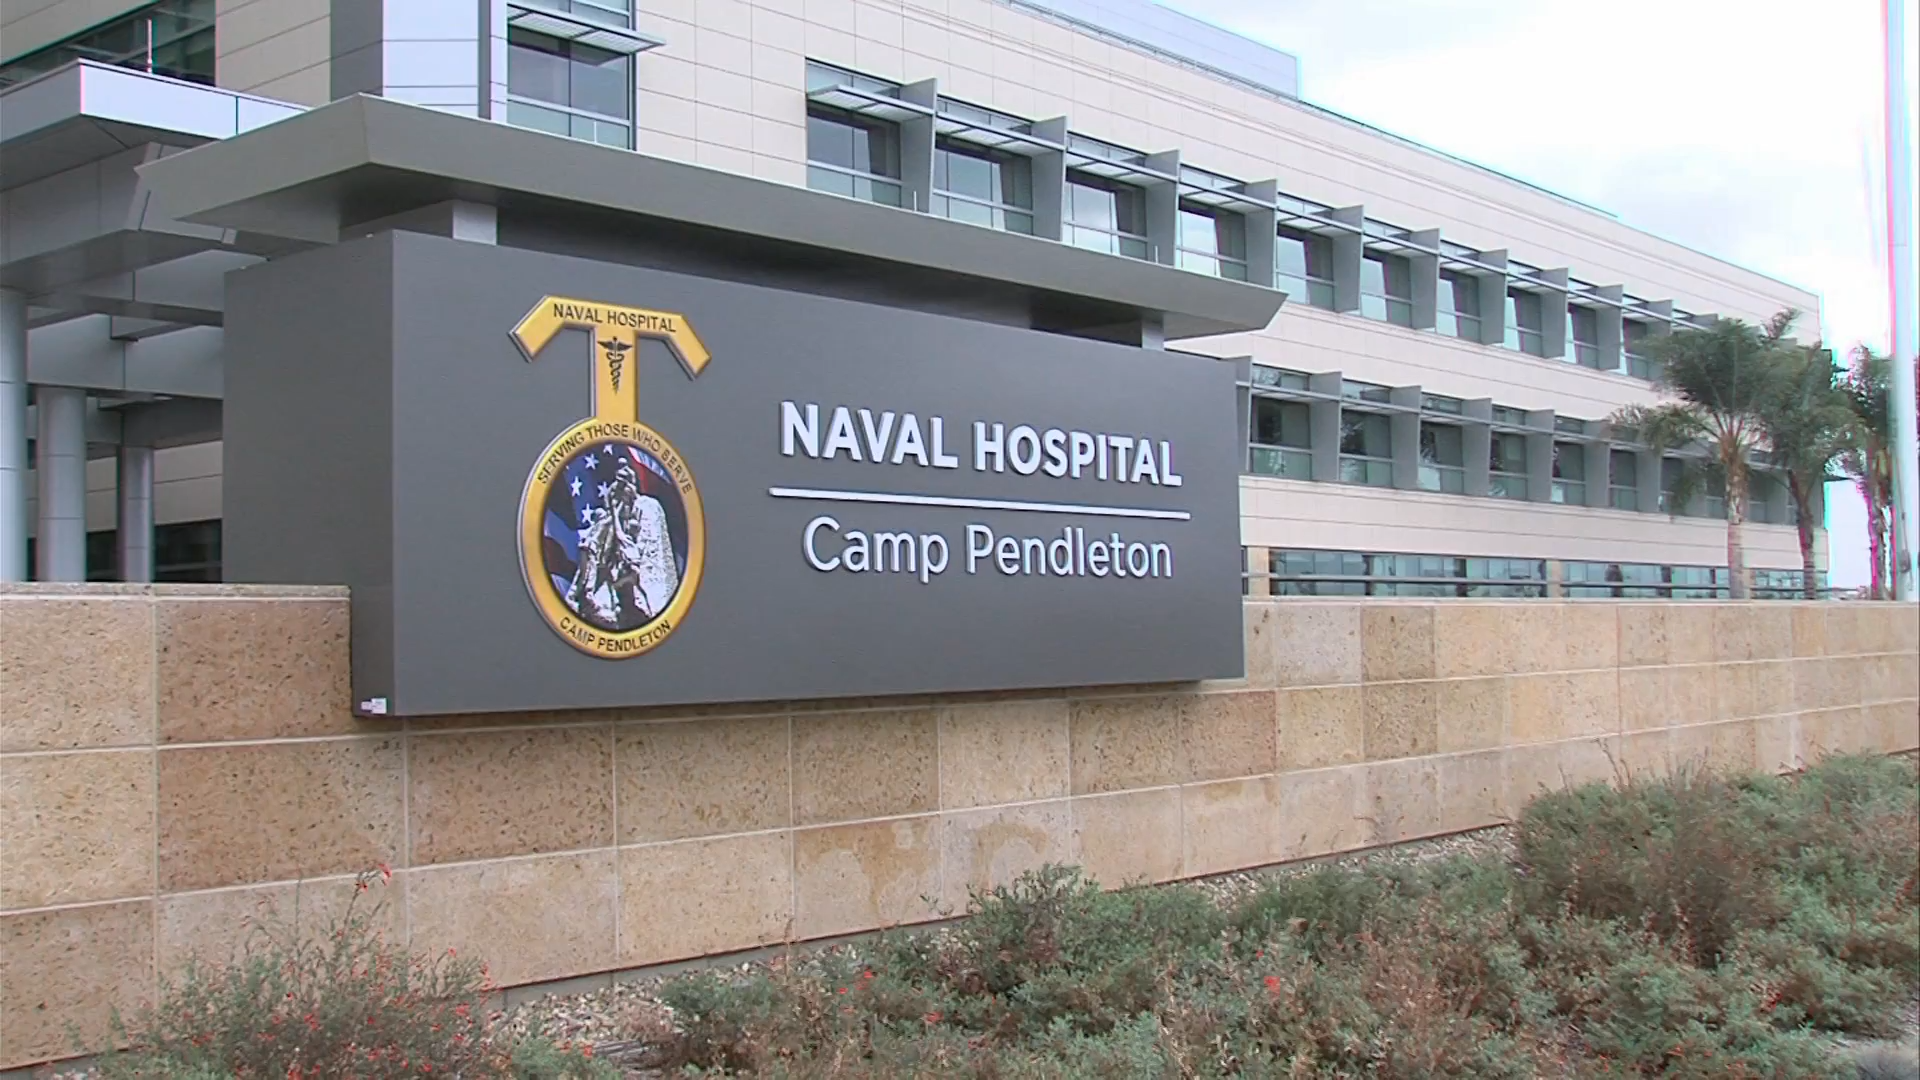 NAVAL HOSPITAL
SERVING THOSE WHO SERVE
CAMP PENDLETON
NAVAL HOSPITAL
Camp Pendleton